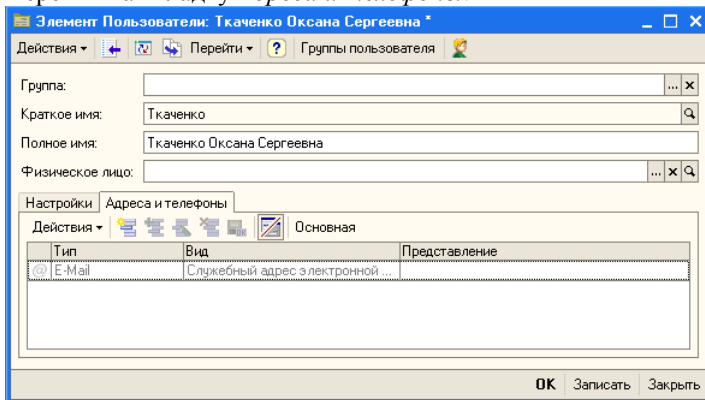 Элемент Пользователи: Ткаченко Оксана Сергеевна *
Действия Перейти ? Группы пользователя
Группа: ... x
Краткое имя: Ткаченко
Полное имя: Ткаченко Оксана Сергеевна
Физическое лицо: ... x
Настройки Адреса и телефоны
Действия Основная
Тип Вид Представление
@ E-Mail Служебный адрес электронной ...
OK Записать Закрыть